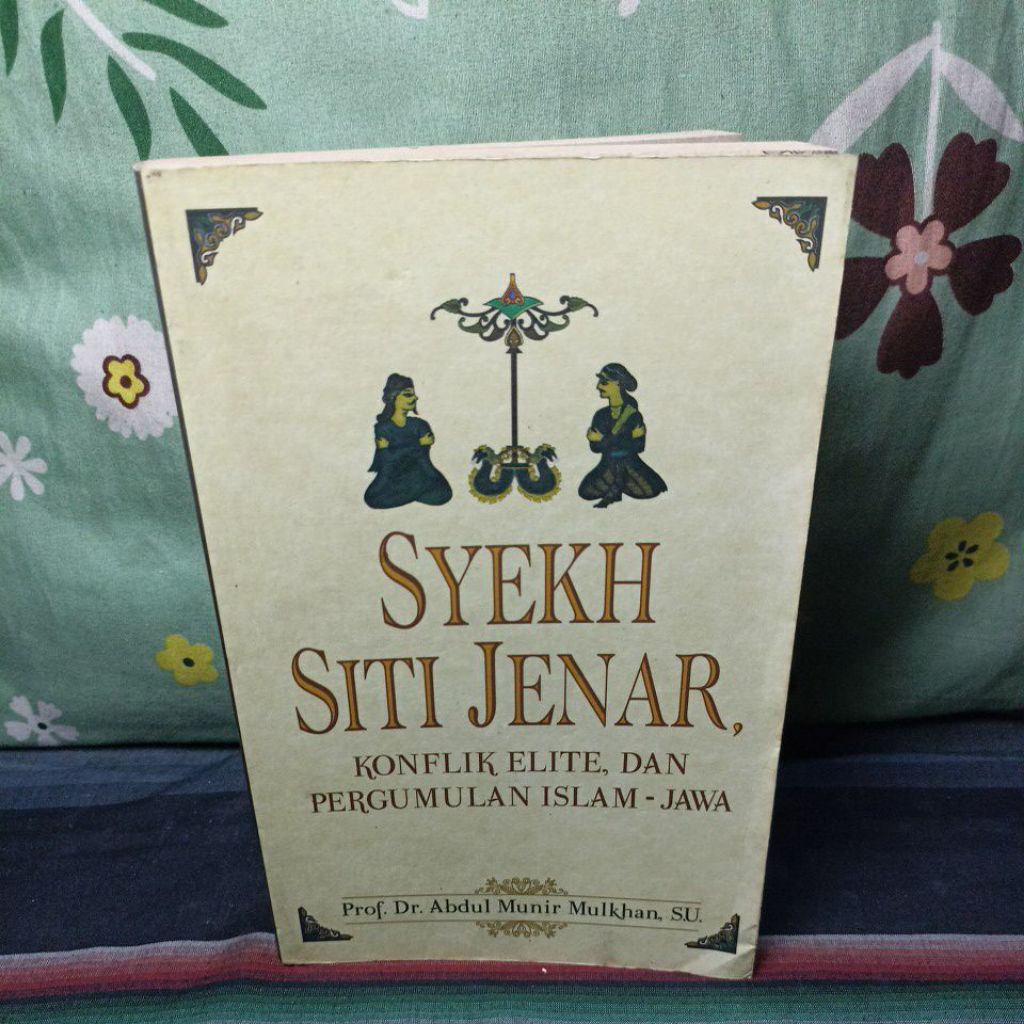 SYEKH
SITI JENAR,
KONFLIK ELITE, DAN
PERGUMULAN ISLAM - JAWA
Prof. Dr. Abdul Munir Mulkhan, S.U.